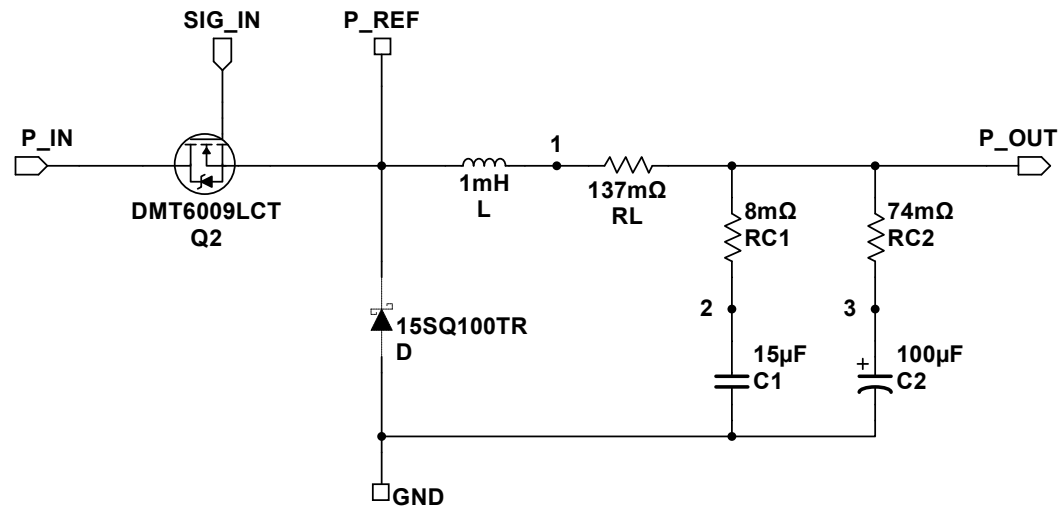 SIG_IN
P_REF
P_IN
1
P_OUT
1mH
L
137mΩ
RL
DMT6009LCT
Q2
8mΩ
RC1
74mΩ
RC2
2
3
15SQ100TR
D
15µF
C1
+
100µF
C2
GND